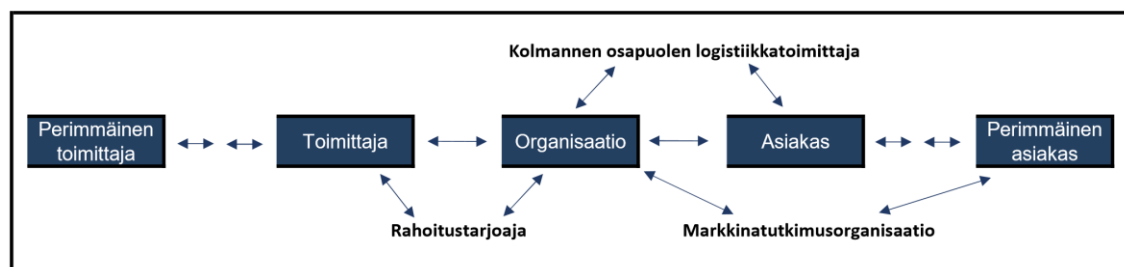 Kolmannen osapuolen logistiikkatoimittaja
Perimmäinen
toimittaja
Toimittaja
Organisaatio
Asiakas
Perimmäinen
asiakas
Rahoitustarjoaja
Markkinatutkimusorganisaatio